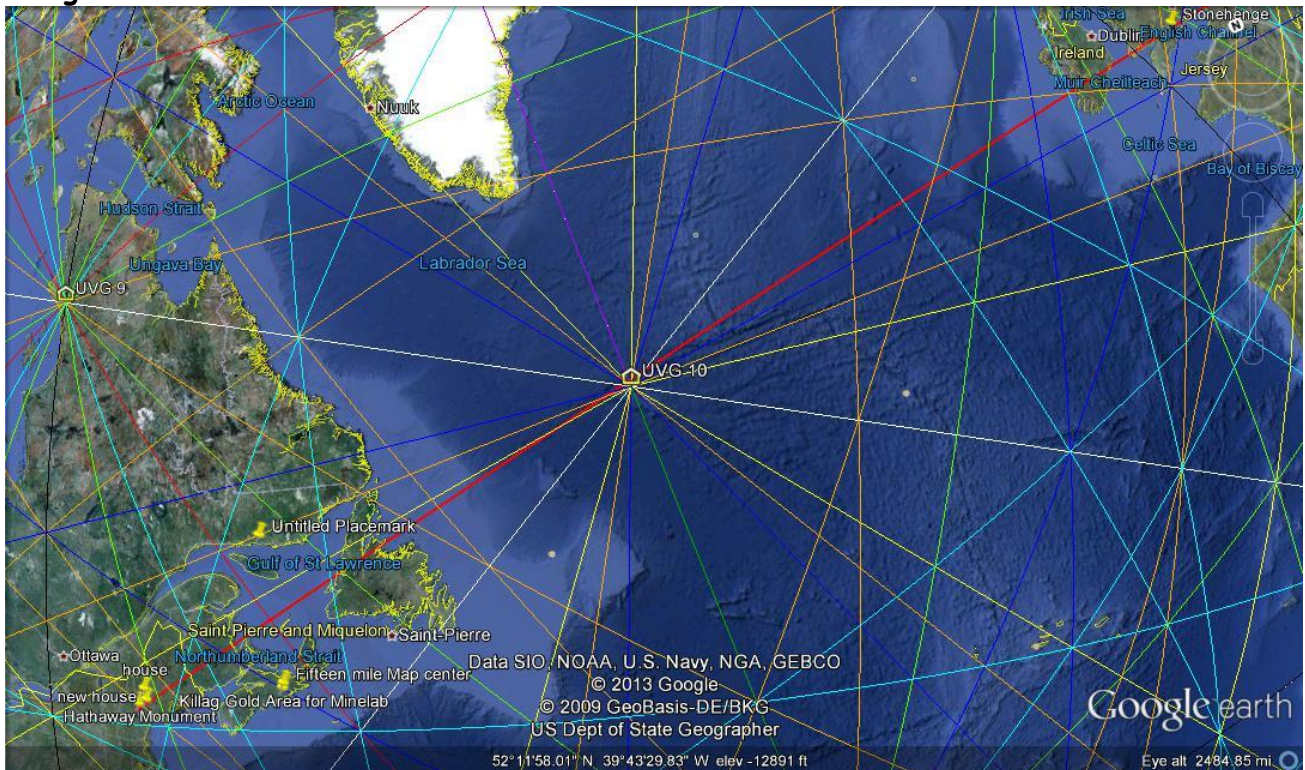 Stonehenge
Irish Sea
Dublin
English Channel
Ireland
Jersey
Muir Cheilteach
Arctic Ocean
Nuuk
Celtic Sea
Bay of Biscay
Hudson Strait
Ungava Bay
Labrador Sea
UVG 9
UVG 10
Untitled Placemark
Gulf of St Lawrence
Saint Pierre and Miquelon
Saint-Pierre
Ottawa
Northumberland Strait
house
Fifteen mile Map center
new house
Killag Gold Area for Minelab
Hathaway Monument
Data SIO, NOAA, U.S. Navy, NGA, GEBCO
© 2013 Google
© 2009 GeoBasis-DE/BKG
US Dept of State Geographer
Google earth
52°11'58.01" N 39°43'29.83" W elev -12891 ft
Eye alt 2484.85 mi